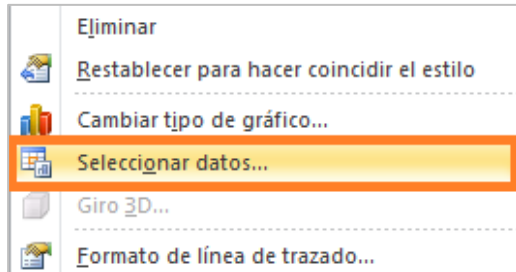 Eliminar
Restablecer para hacer coincidir el estilo
Cambiar tipo de gráfico...
Seleccionar datos...
Giro 3D...
Formato de línea de trazado...